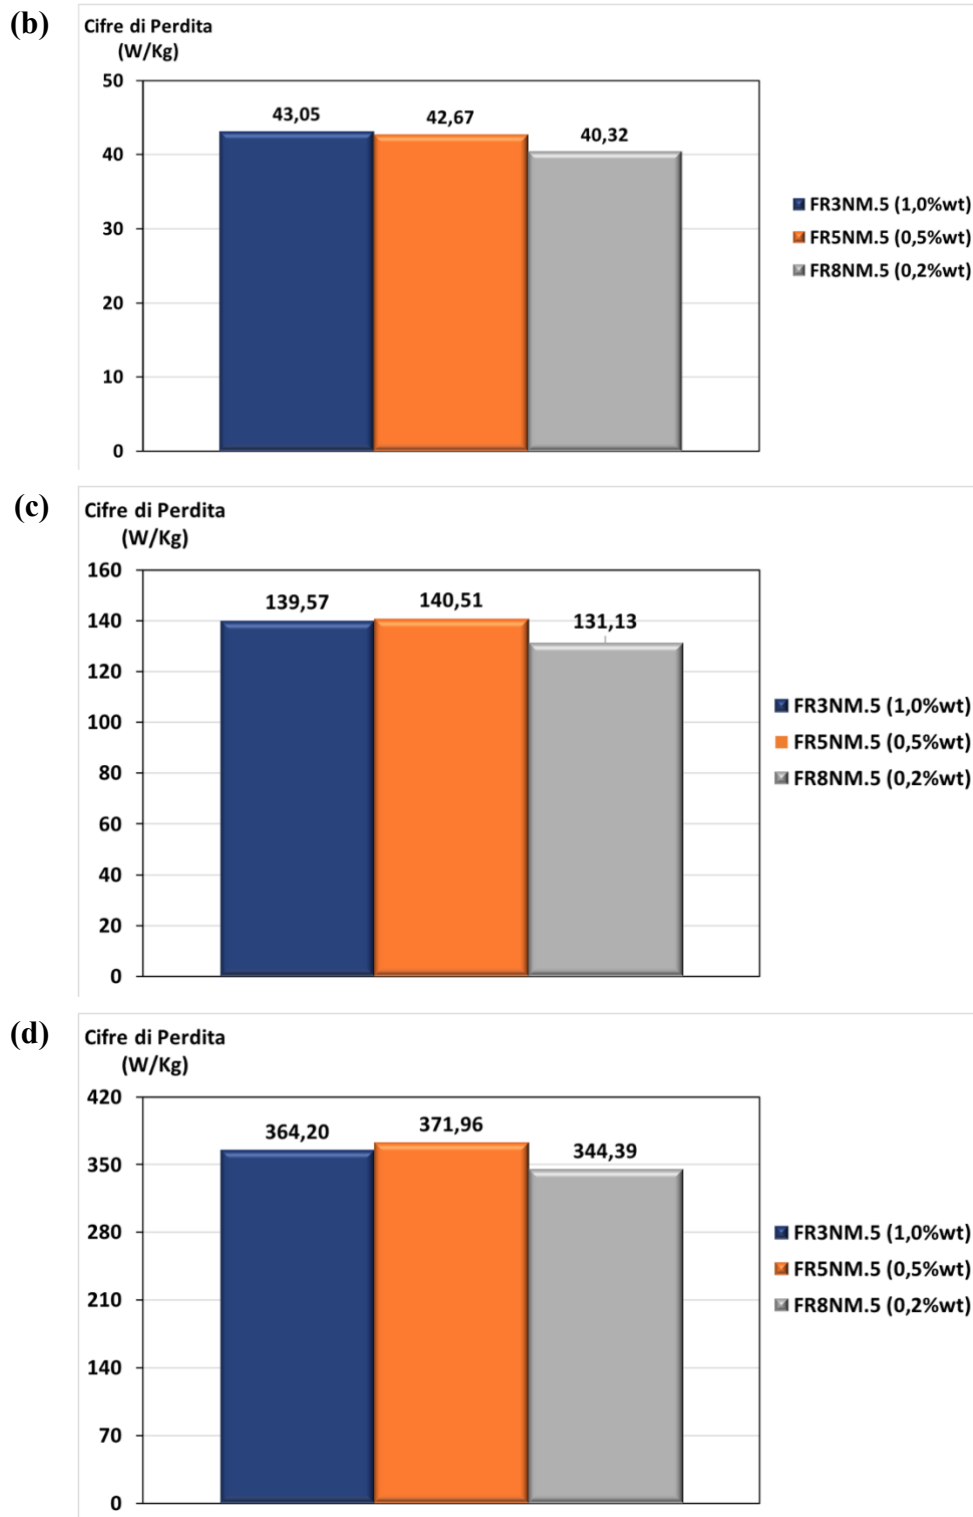 (b)
Cifre di Perdita
(W/Kg)
50
40
30
20
10
0
43,05
42,67
40,32
FR3NM.5 (1,0%wt)
FR5NM.5 (0,5%wt)
FR8NM.5 (0,2%wt)
(c)
Cifre di Perdita
(W/Kg)
160
140
120
100
80
60
40
20
0
139,57
140,51
131,13
FR3NM.5 (1,0%wt)
FR5NM.5 (0,5%wt)
FR8NM.5 (0,2%wt)
(d)
Cifre di Perdita
(W/Kg)
420
350
280
210
140
70
0
364,20
371,96
344,39
FR3NM.5 (1,0%wt)
FR5NM.5 (0,5%wt)
FR8NM.5 (0,2%wt)